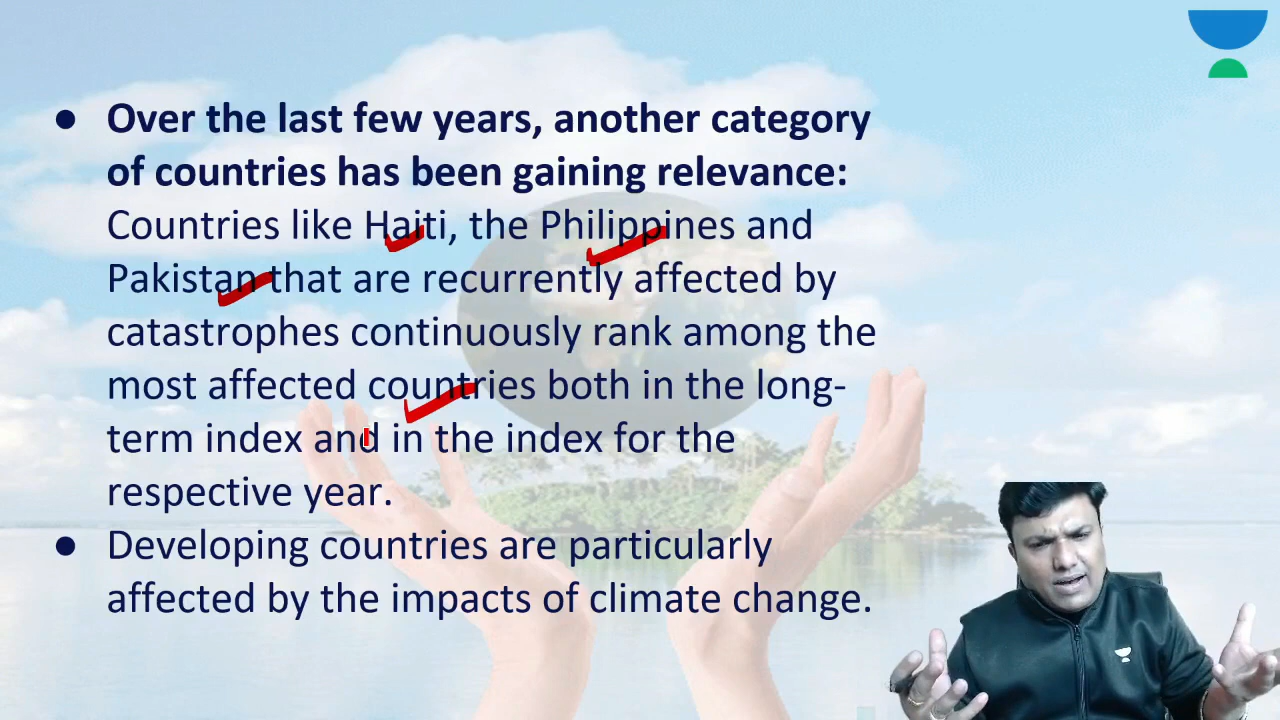 ● Over the last few years, another category
of countries has been gaining relevance:
Countries like Haiti, the Philippines and
Pakistan that are recurrently affected by
catastrophes continuously rank among the
most affected countries both in the long-
term index and in the index for the
respective year.
● Developing countries are particularly
affected by the impacts of climate change.